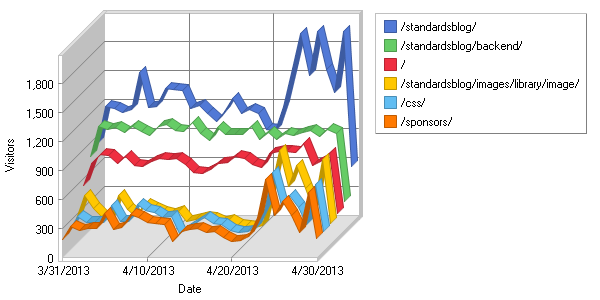 /standardsblog/
/standardsblog/backend/
/
/standardsblog/images/library/image/
/css/
/sponsors/
Visitors
1,800
1,500
1,200
900
600
300
0
3/31/2013 4/10/2013 4/20/2013 4/30/2013
Date